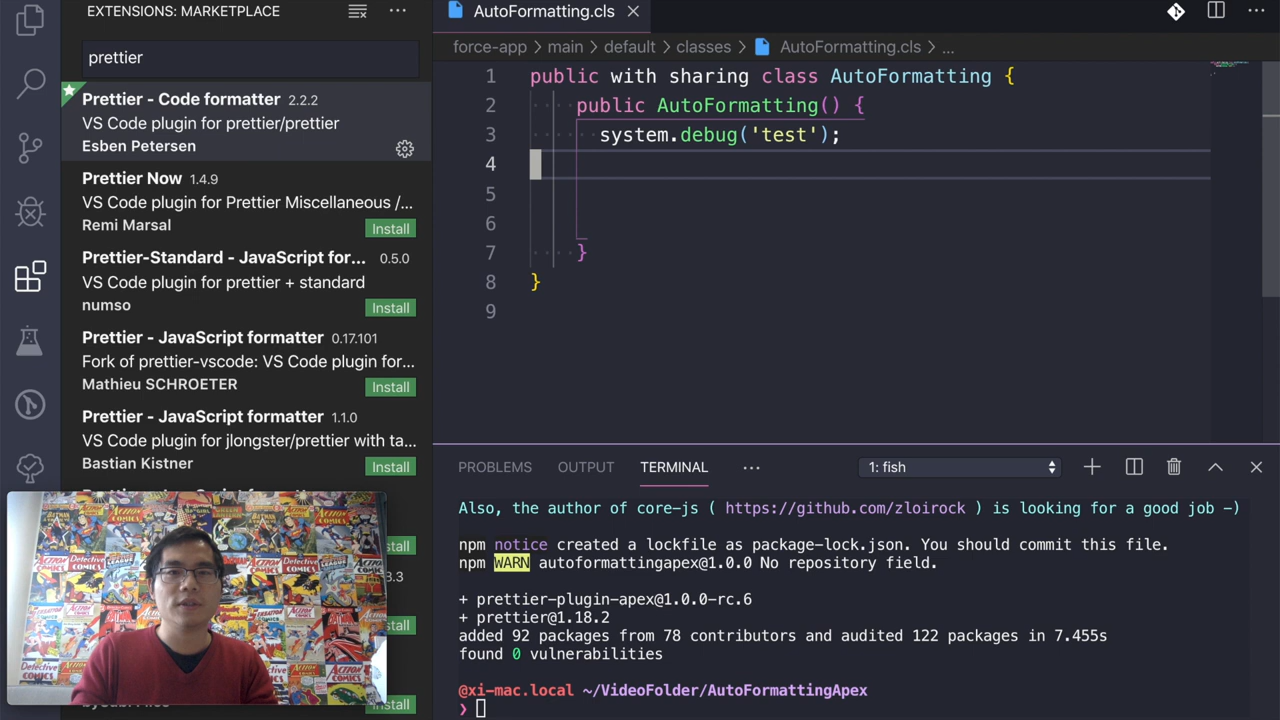 EXTENSIONS: MARKETPLACE
prettier
Prettier - Code formatter 2.2.2
VS Code plugin for prettier/prettier
Esben Petersen
Prettier Now 1.4.9
VS Code plugin for Prettier Miscellaneous /...
Remi Marsal
Install
Prettier-Standard - JavaScript for... 0.5.0
VS Code plugin for prettier + standard
numso
Install
Prettier - JavaScript formatter 0.17.101
Fork of prettier-vscode: VS Code plugin for...
Mathieu SCHROETER
Install
Prettier - JavaScript formatter 1.1.0
VS Code plugin for jlongster/prettier with ta...
Bastian Kistner
Install
Install
Install
Install
AutoFormatting.cls
force-app > main > default > classes > AutoFormatting.cls > ...
1 public with sharing class AutoFormatting {
2 public AutoFormatting() {
3 system.debug('test');
4
5
6
7 }
8 }
9
PROBLEMS OUTPUT TERMINAL ... 1: fish
Also, the author of core-js ( https://github.com/zloirock ) is looking for a good job -)
npm notice created a lockfile as package-lock.json. You should commit this file.
npm WARN autoformattingapex@1.0.0 No repository field.
+ prettier-plugin-apex@1.0.0-rc.6
+ prettier@1.18.2
added 92 packages from 78 contributors and audited 122 packages in 7.455s
found 0 vulnerabilities
@xi-mac.local ~/VideoFolder/AutoFormattingApex
❯
ACTION COMICS